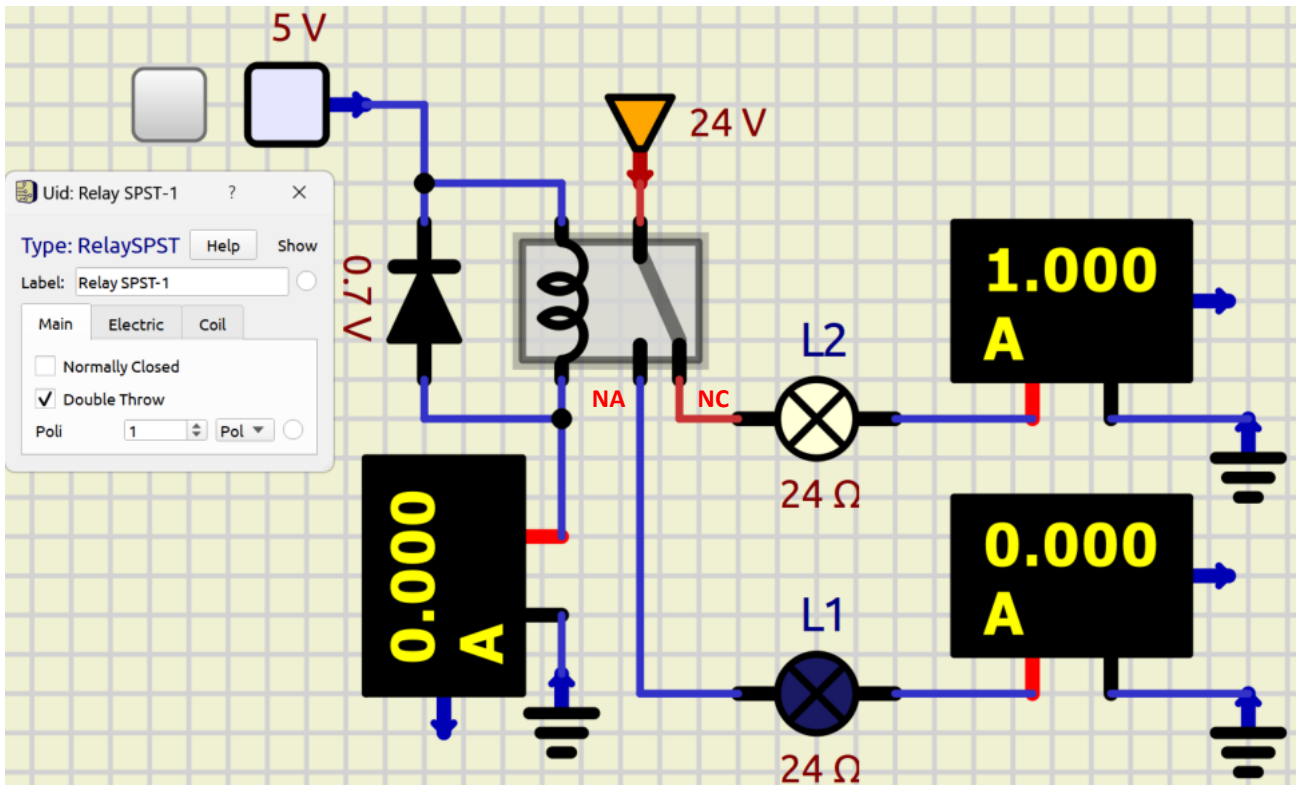 5 V
24 V
Uid: Relay SPST-1 ?
Type: RelaySPST Help Show
Label: Relay SPST-1
Main Electric Coil
Normally Closed
Double Throw
Poli 1 Pol
0.7 V
NA NC
L2
24 Ω
1.000
A
0.000
A
L1
24 Ω
0.000
A